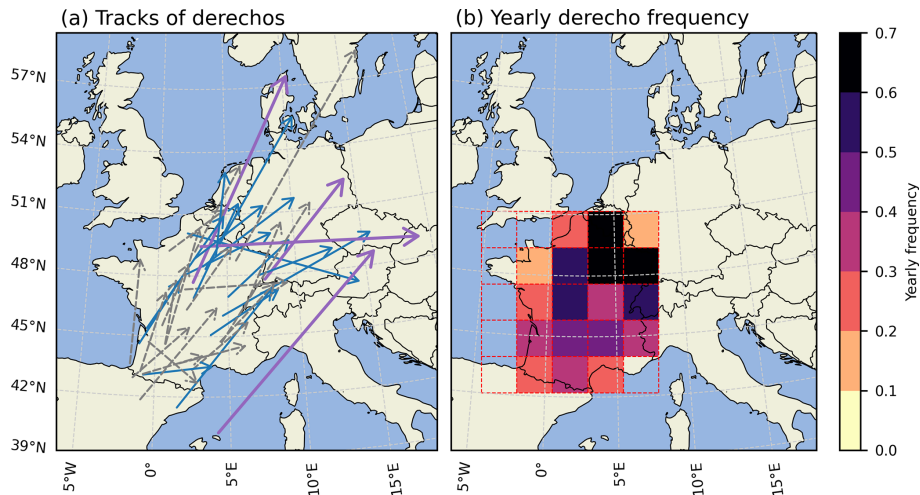 (a) Tracks of derechos
(b) Yearly derecho frequency
57°N
54°N
51°N
48°N
45°N
42°N
39°N
5°W
0°
5°E
10°E
15°E
5°W
0°
5°E
10°E
15°E
0.7
0.6
0.5
0.4
0.3
0.2
0.1
0.0
Yearly frequency